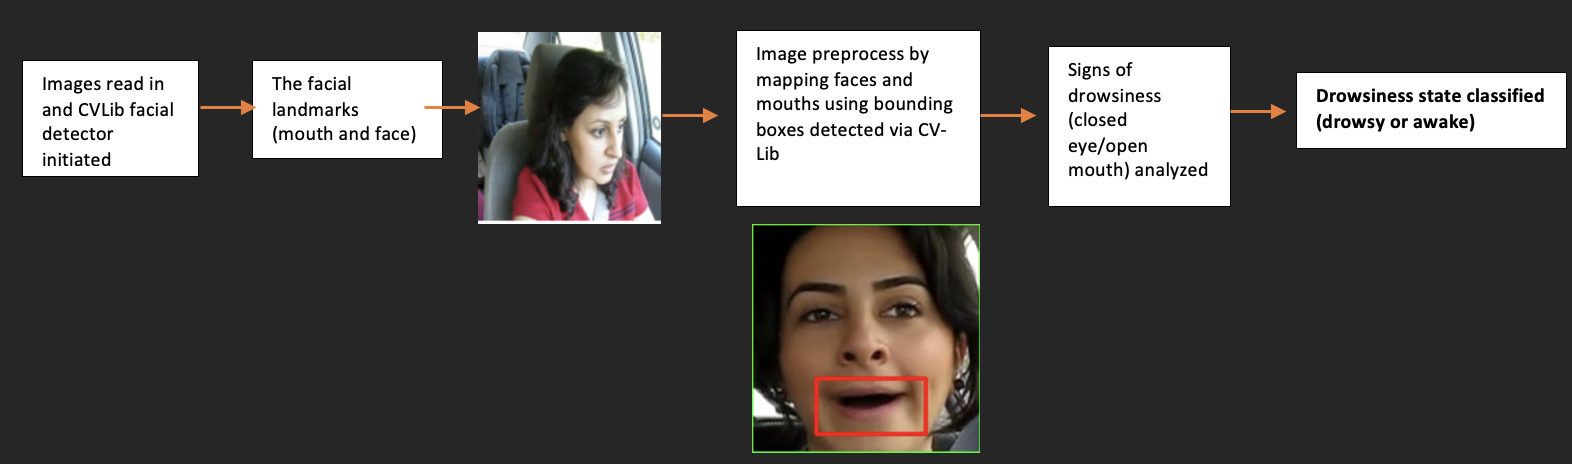 Images read in
and CVLib facial
detector
initiated
The facial
landmarks
(mouth and face)
Image preprocess by
mapping faces and
mouths using bounding
boxes detected via CV-
Lib
Signs of
drowsiness
(closed
eye/open
mouth) analyzed
Drowsiness state classified
(drowsy or awake)